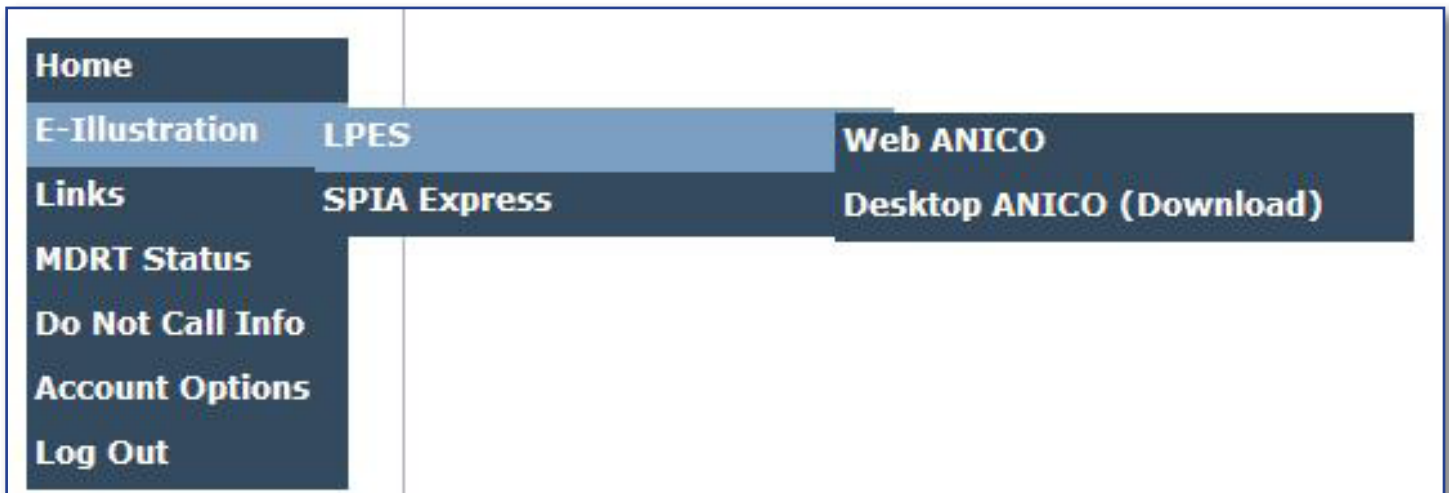 Home
E-Illustration
LPES
Web ANICO
Links
SPIA Express
Desktop ANICO (Download)
MDRT Status
Do Not Call Info
Account Options
Log Out